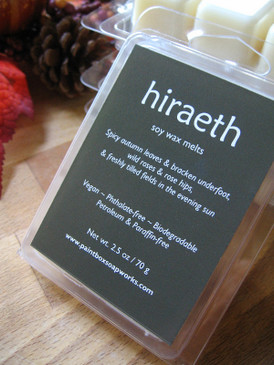 hiraeth
soy wax melts
Spicy autumn leaves & bracken underfoot,
wild roses & rose hips,
& freshly tilled fields in the evening sun
Vegan ~ Phthalate-free ~ Biodegradable
Petroleum & Paraffin-free
Net wt. 2.5 oz / 70 g
www.paintboxsoapworks.com